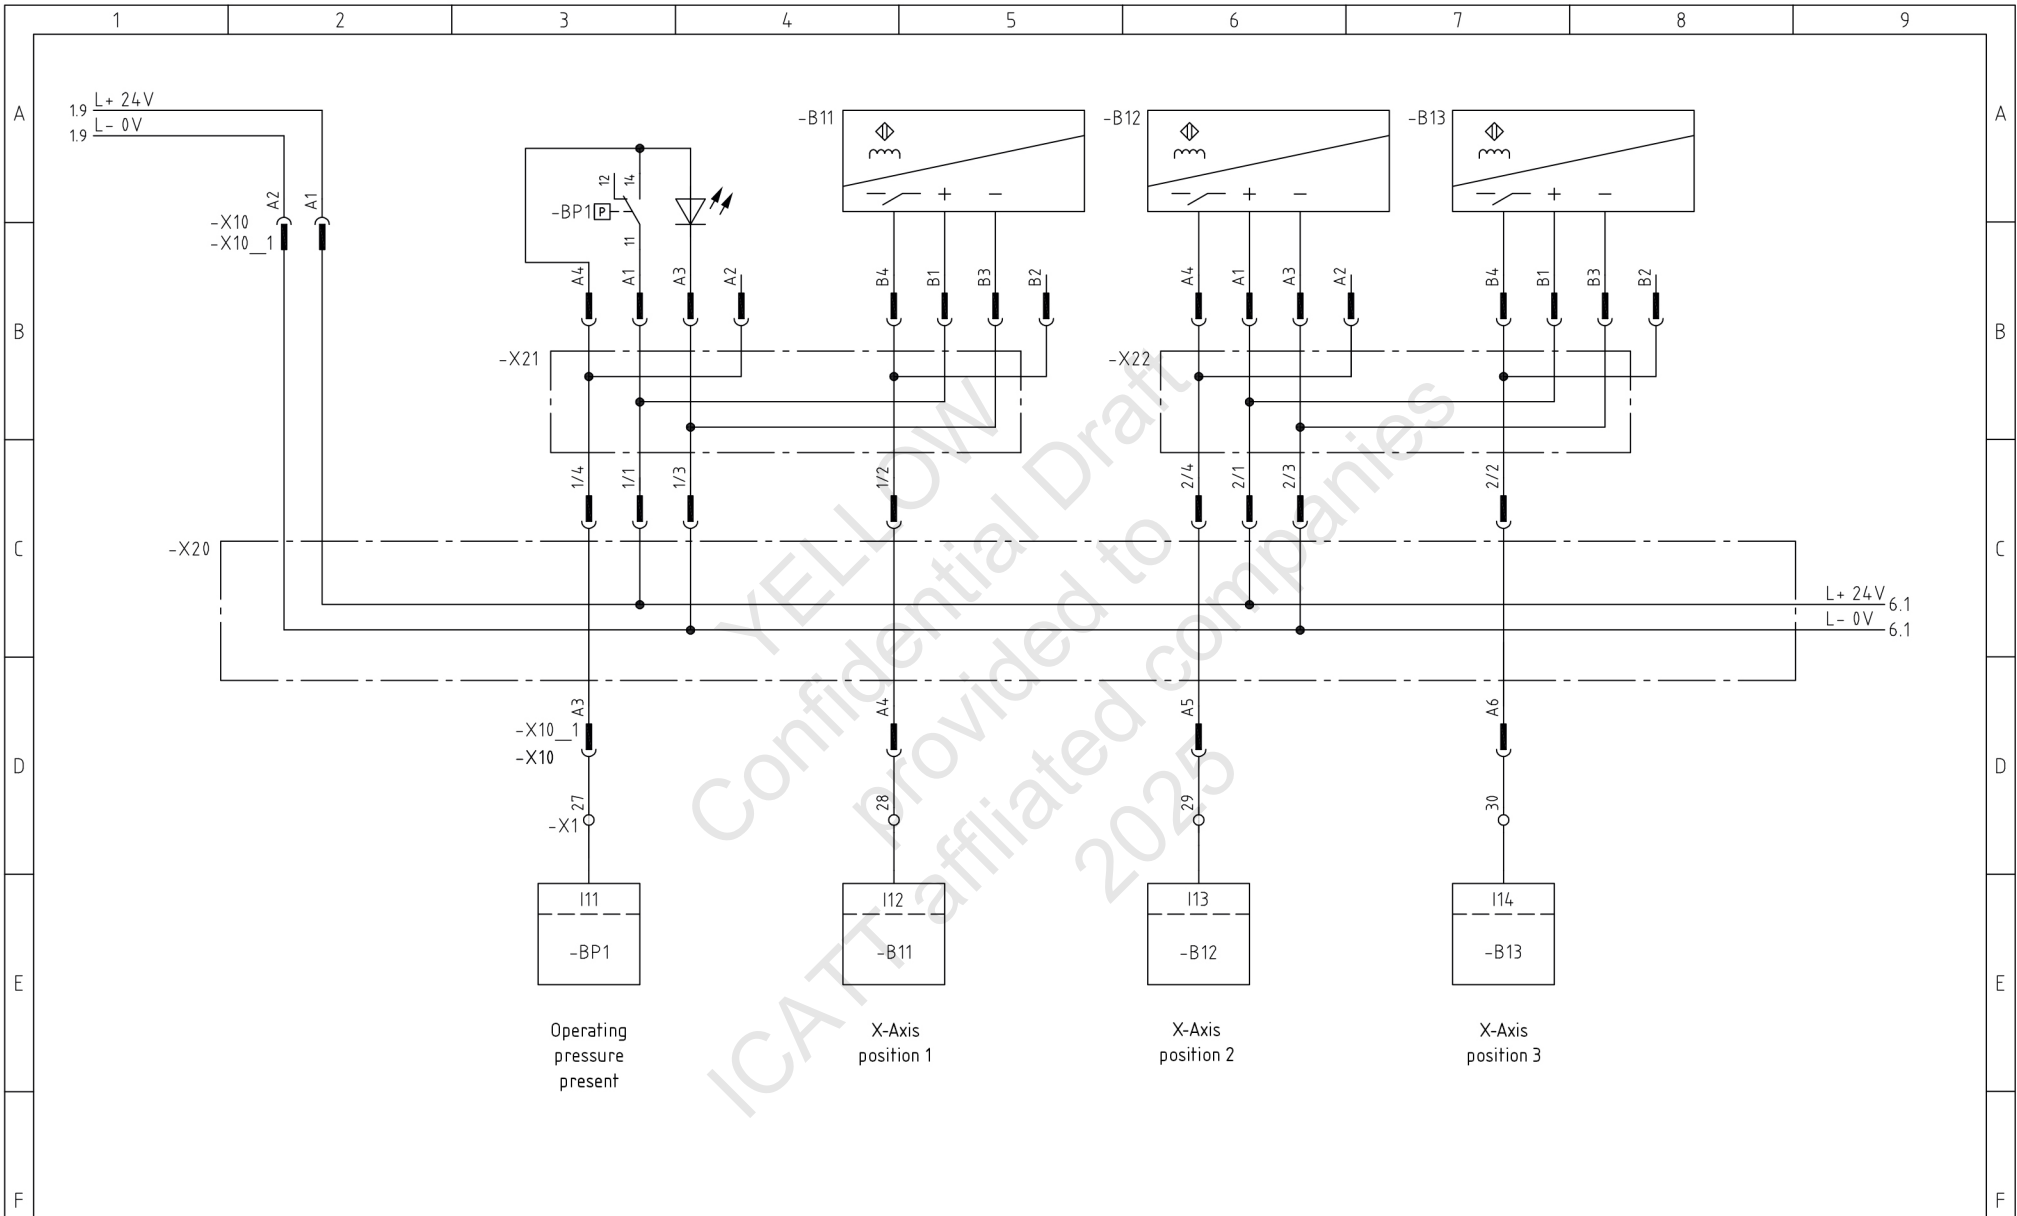 1 2 3 4 5 6 7 8 9
A A
1.9 L+ 24V
1.9 L- 0V
-B11 -B12 -B13
+ - + - + -
A2 A1
12 14
-BP1 P
11
-X10
-X10__1
A4 A1 A3 A2 B4 B1 B3 B2 A4 A1 A3 A2 B4 B1 B3 B2
B B
-X21 -X22
1/4 1/1 1/3 1/2 2/4 2/1 2/3 2/2
C C
-X20
L+ 24V 6.1
L- 0V 6.1
A3 A4 A5 A6
-X10__1
-X10
D D
27 28 29 30
-X1
I11 I12 I13 I14
-BP1 -B11 -B12 -B13
E E
Operating
pressure
present
X-Axis
position 1
X-Axis
position 2
X-Axis
position 3
F F
YELLOW
Confidential Draft
provided to
ICATT affliated companies
2025